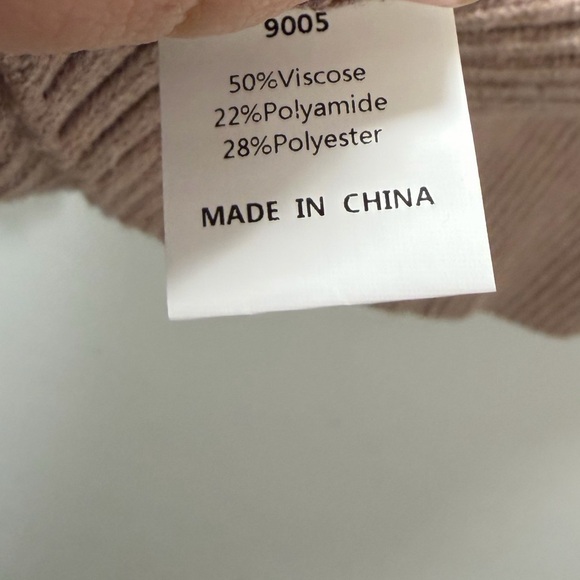 9005
50%Viscose
22%Polyamide
28%Polyester
MADE IN CHINA